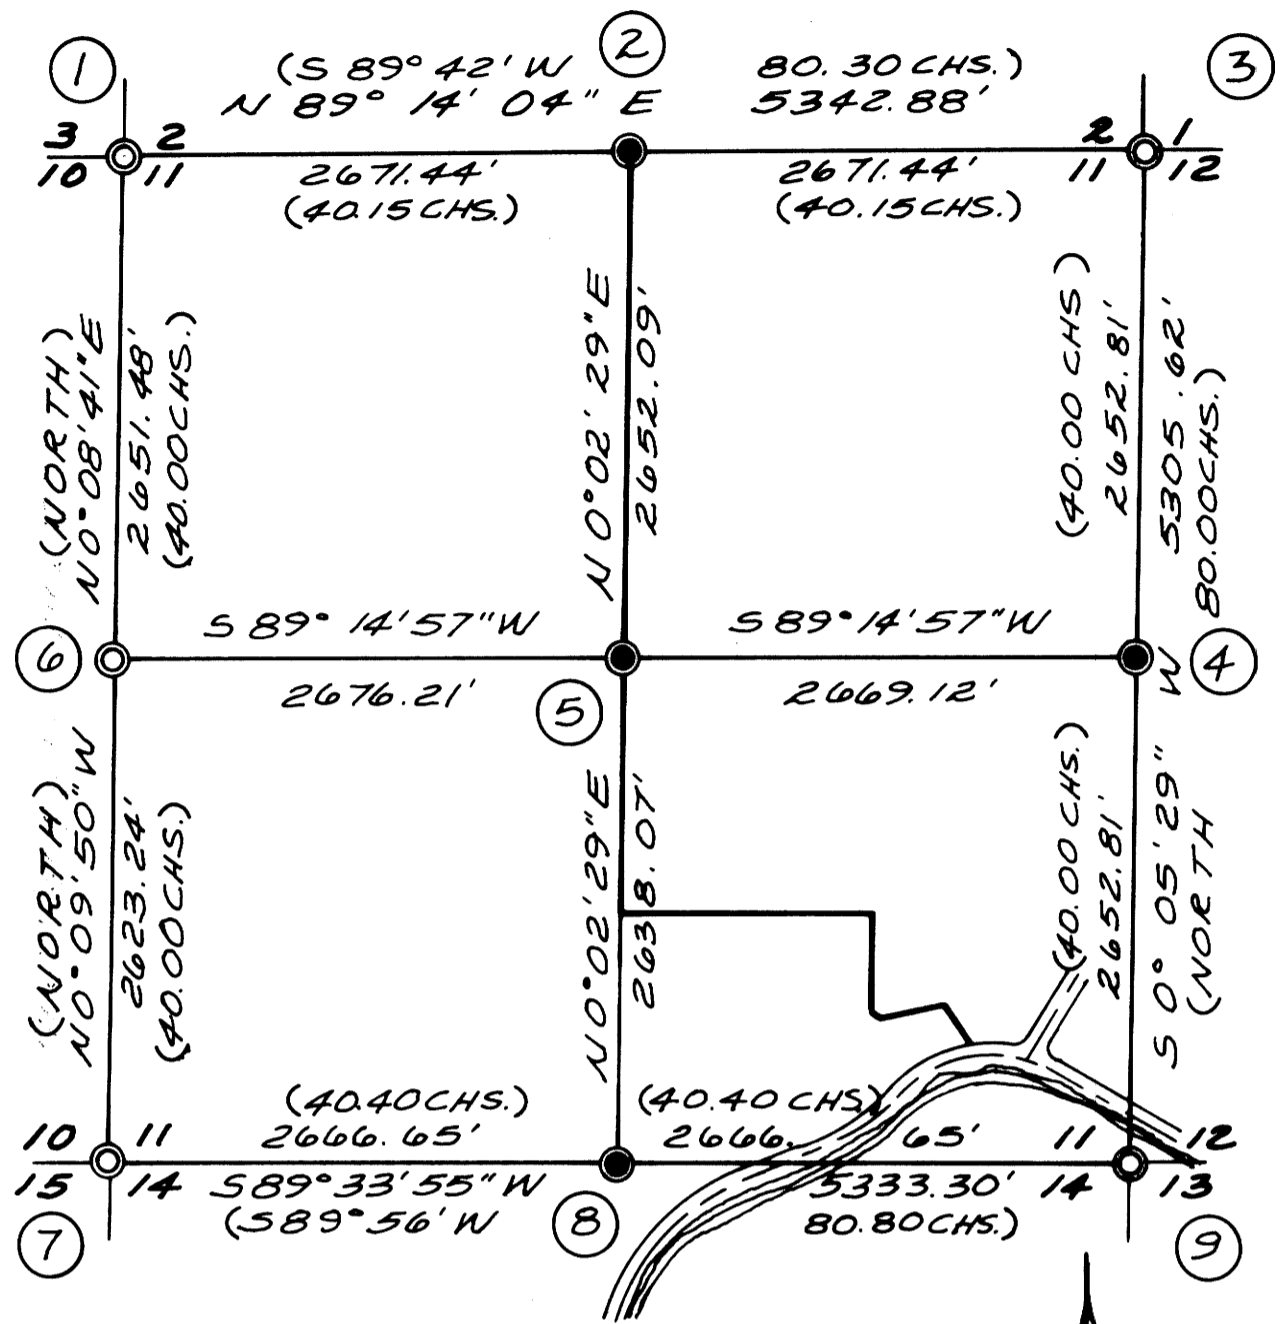 1
2
3
(S 89° 42' W 80.30 CHS.)
N 89° 14' 04" E 5342.88'
3 2
10 11
2 1
11 12
2671.44'
(40.15 CHS.)
2671.44'
(40.15 CHS.)
(NORTH)
N 0° 08' 41" E
2651.48'
(40.00 CHS.)
N 0° 02' 29" E
2652.09'
(40.00 CHS)
2652.81'
5305.62'
80.00 CHS.)
6
S 89° 14' 57" W
S 89° 14' 57" W
4
2676.21'
5
2669.12'
(NORTH)
N 0° 09' 50" W
2623.24'
(40.00 CHS.)
N 0° 02' 29" E
2638.07'
(40.00 CHS.)
2652.81'
S 0° 05' 29" W
(NORTH
(40.40 CHS.)
2666.65'
(40.40 CHS.)
2666.65'
10 11
15 14
11 12
14 13
S 89° 33' 55" W 5333.30'
(S 89° 56' W 80.80 CHS.)
7
8
9